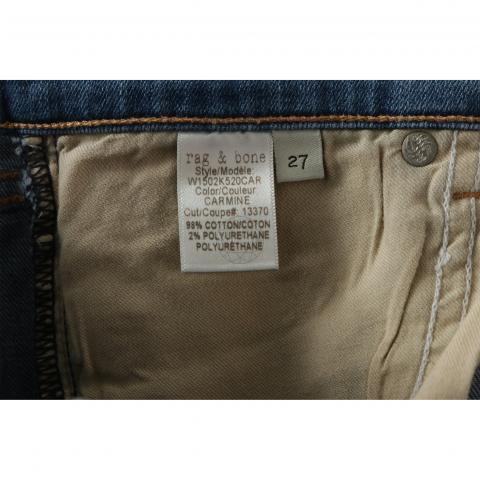 rag & bone
Style/Modèle:
W1502K520CAR
Color/Couleur
CARMINE
Cut/Coupe#: 13370
98% COTTON/COTON
2% POLYURETHANE
POLYURÉTHANE
27